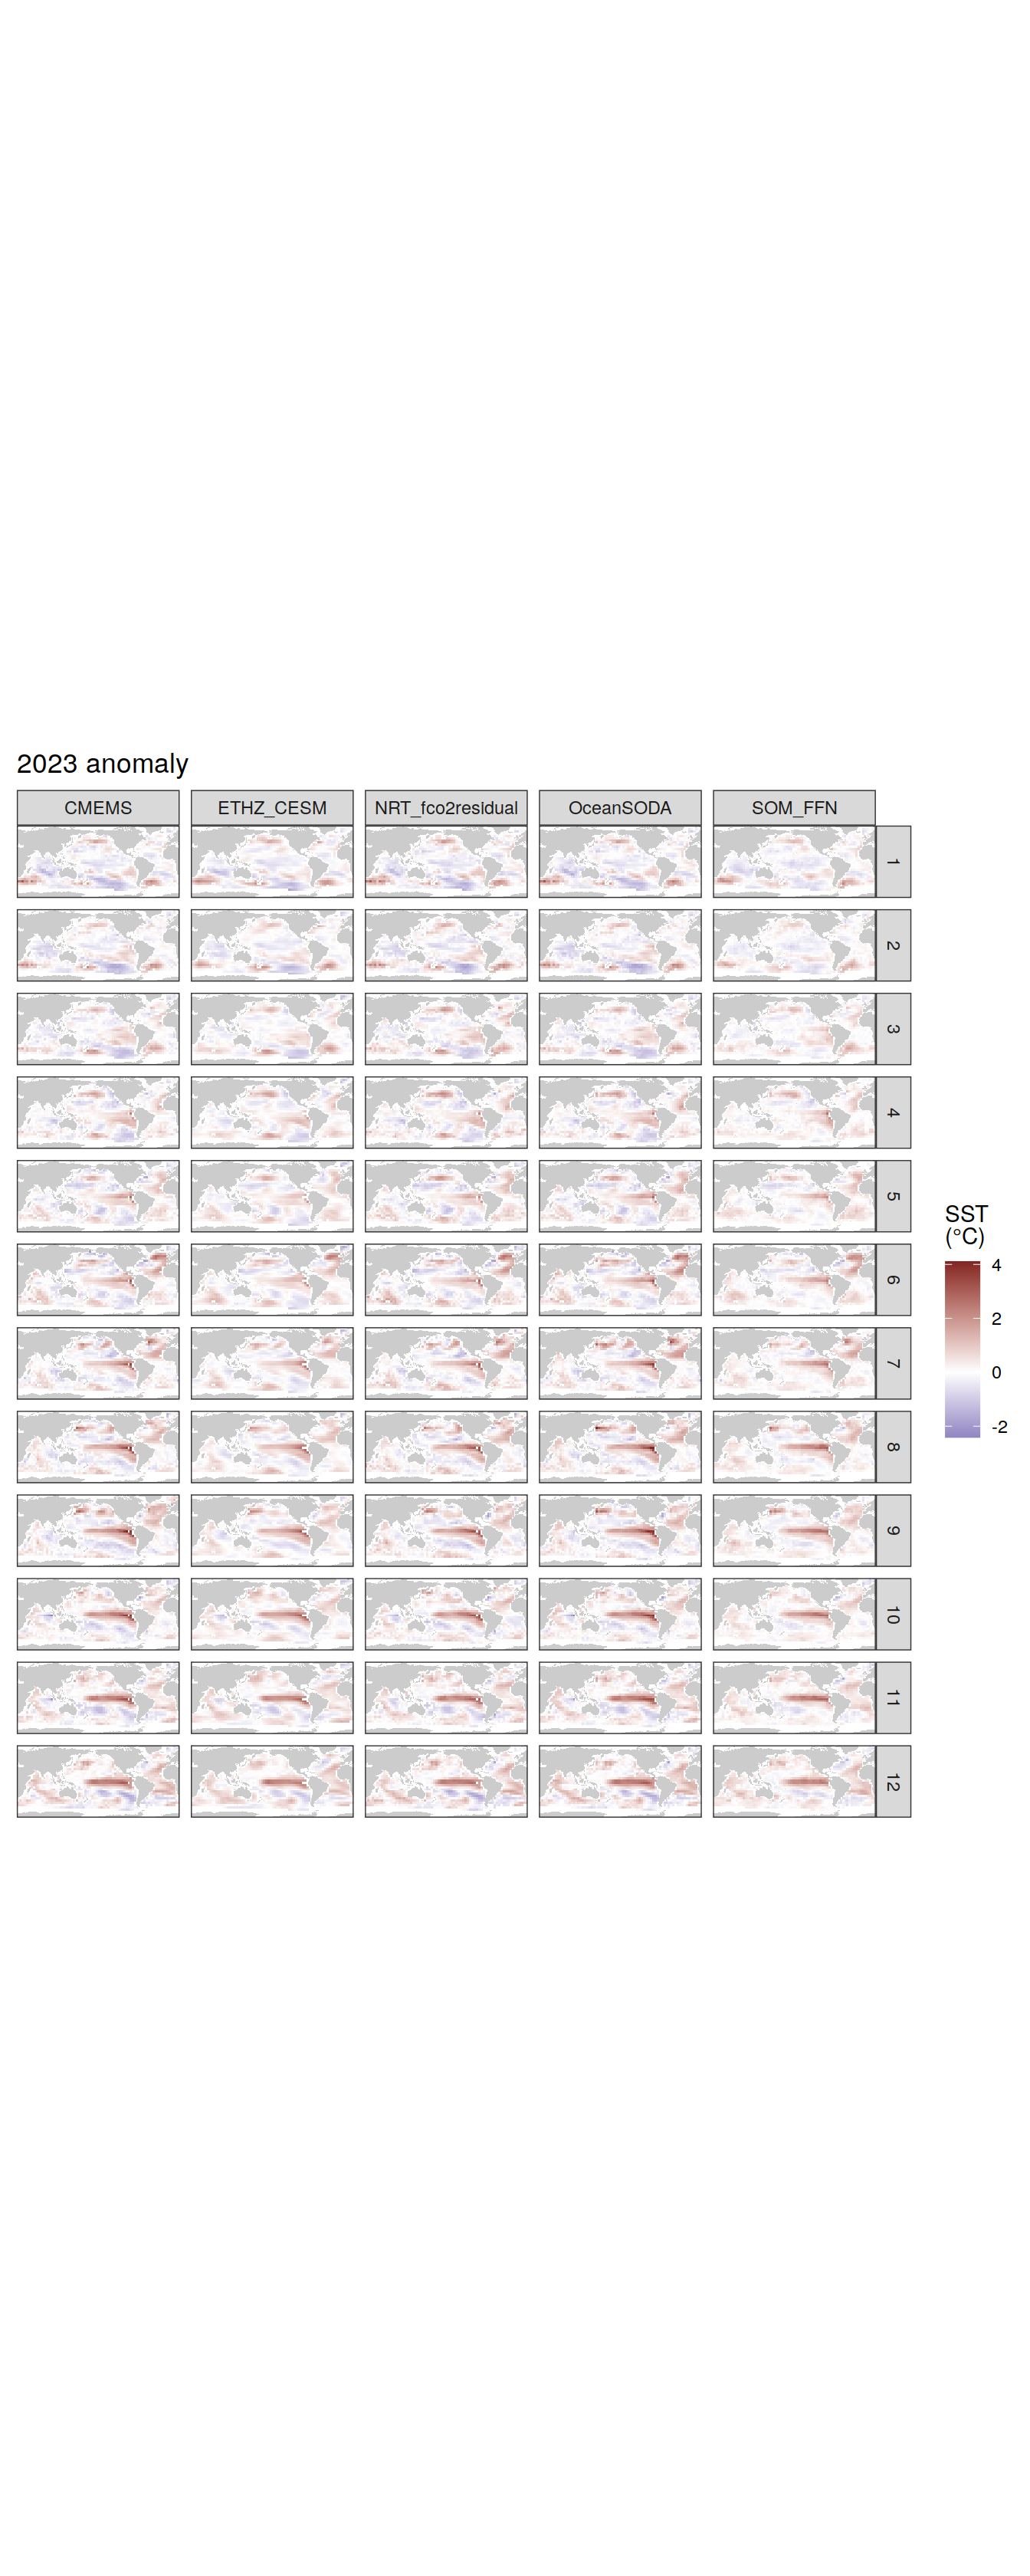 2023 anomaly
CMEMS
ETHZ_CESM
NRT_fco2residual
OceanSODA
SOM_FFN
1
2
3
4
5
6
7
8
9
10
11
12
SST
(°C)
4
2
0
-2